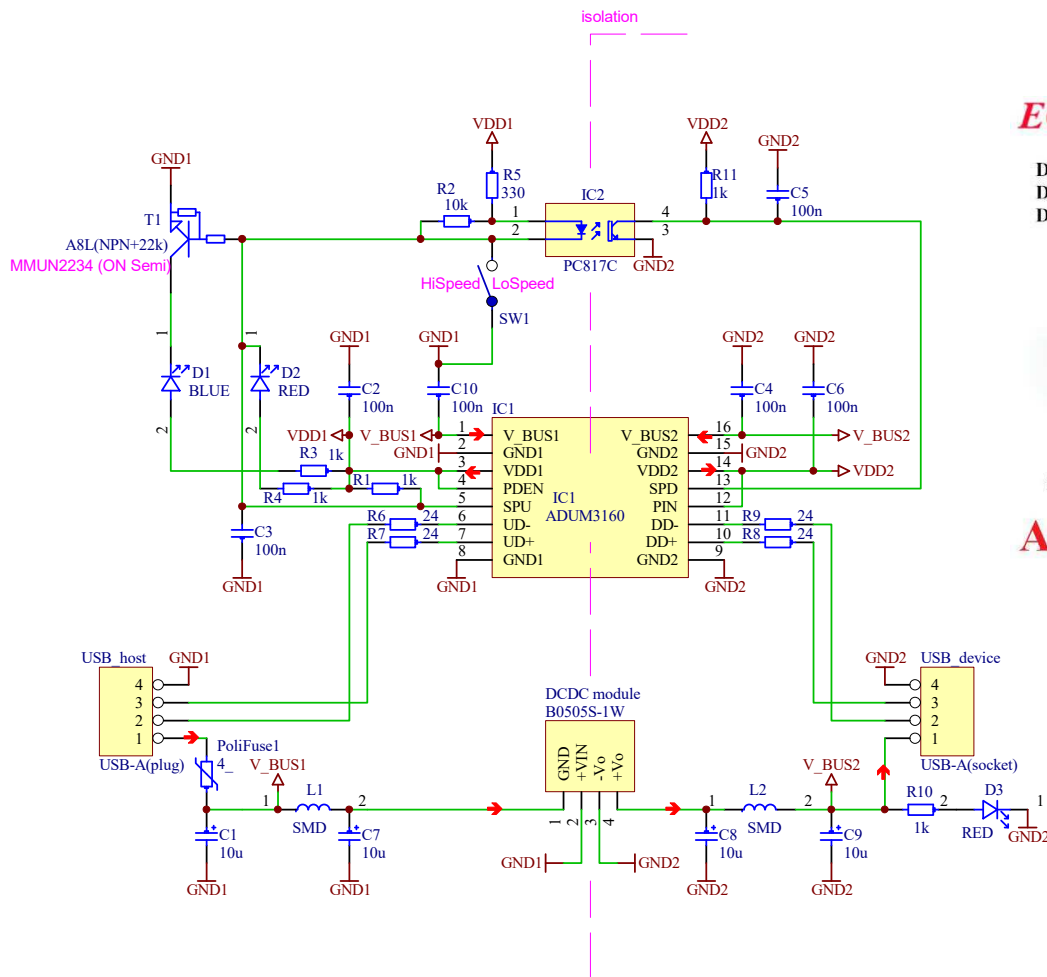 isolation
E
D
D
D
A
GND1
T1
A8L(NPN+22k)
MMUN2234 (ON Semi)
VDD1
R5
330
R2
10k
1
2
IC2
PC817C
4
3
GND2
VDD2
R11
1k
GND2
C5
100n
HiSpeed LoSpeed
SW1
1
D1
BLUE
2
1
D2
RED
2
GND1
C2
100n
GND1
C10
100n
GND2
C4
100n
GND2
C6
100n
VDD1
V_BUS1
GND1
R3
1k
R4
1k
R1
1k
R6
24
R7
24
C3
100n
GND1
GND1
IC1
1 V_BUS1
2 GND1
3 VDD1
4 PDEN
5 SPU
6 UD-
7 UD+
8 GND1
IC1
ADUM3160
V_BUS2 16
GND2 15
VDD2 14
SPD 13
PIN 12
DD- 11
DD+ 10
GND2 9
V_BUS2
GND2
VDD2
R9
24
R8
24
GND2
USB_host
GND1
4
3
2
1
USB-A(plug)
PoliFuse1
4_
V_BUS1
1
L1
2
SMD
C1
10u
GND1
C7
10u
GND1
DCDC module
B0505S-1W
GND
+VIN
-Vo
+Vo
1
2
3
4
GND1
GND2
1
L2
2
SMD
C8
10u
GND2
V_BUS2
C9
10u
GND2
GND2
USB_device
4
3
2
1
USB-A(socket)
R10
1k
2
D3
1
RED
GND2